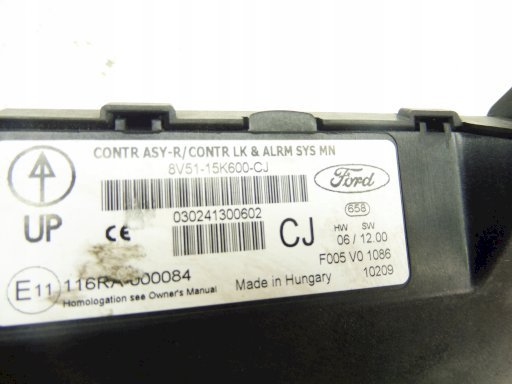 CONTR ASY-R/CONTR LK & ALRM SYS MN
8V51-15K600-CJ
Ford
UP
030241300602
CE
CJ
658
HW SW
06 / 12.00
F005 V0 1086
10209
E11 116RA-000084
Made in Hungary
Homologation see Owner's Manual